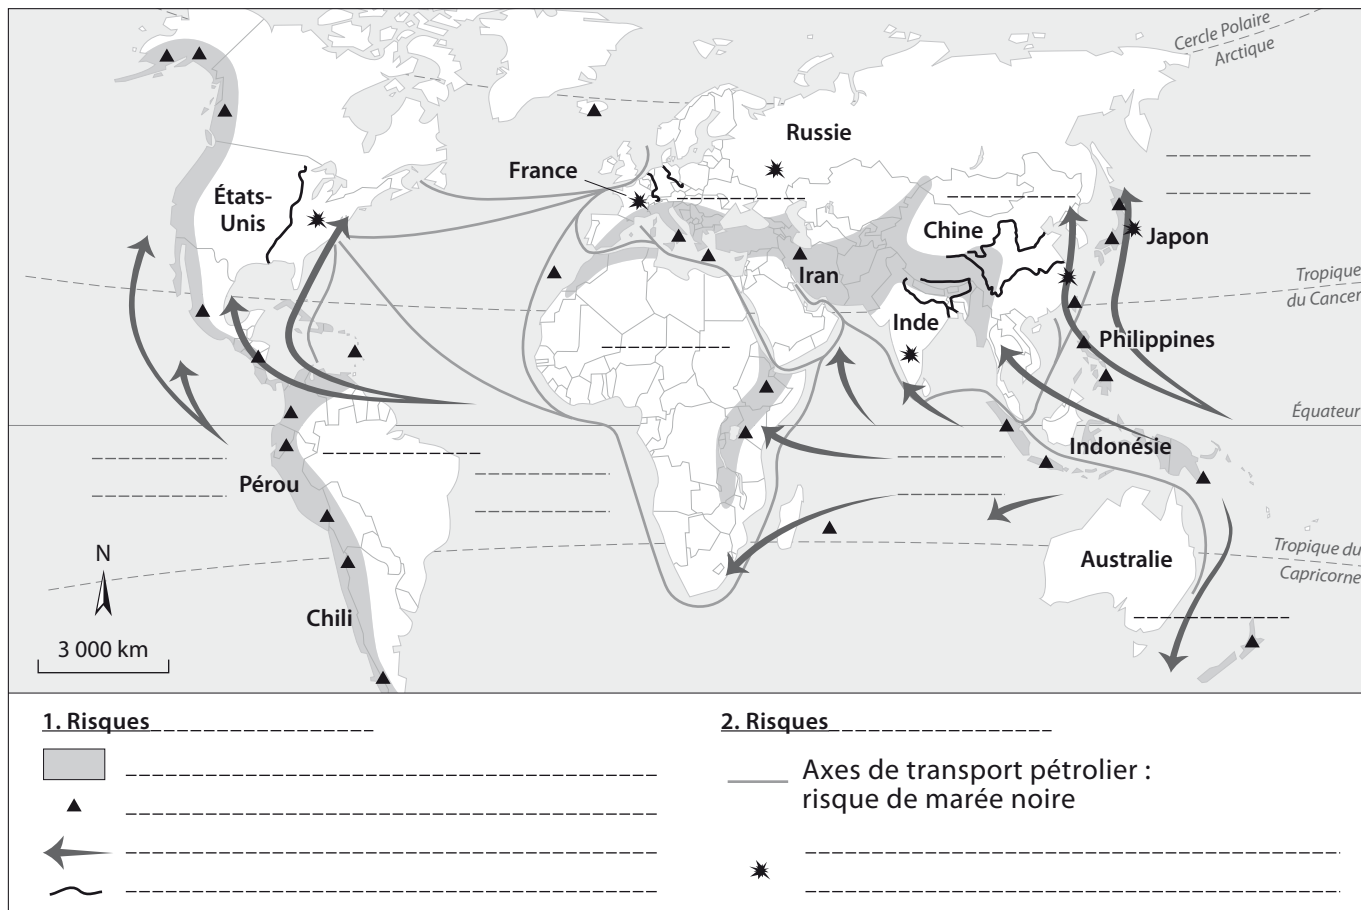 Cercle Polaire
Arctique
Russie
France
États-
Unis
Chine
Japon
Iran
Tropique
du Cancer
Inde
Philippines
Équateur
Indonésie
Pérou
Tropique du
Capricorne
Australie
N
Chili
3 000 km
1. Risques
2. Risques
Axes de transport pétrolier :
risque de marée noire